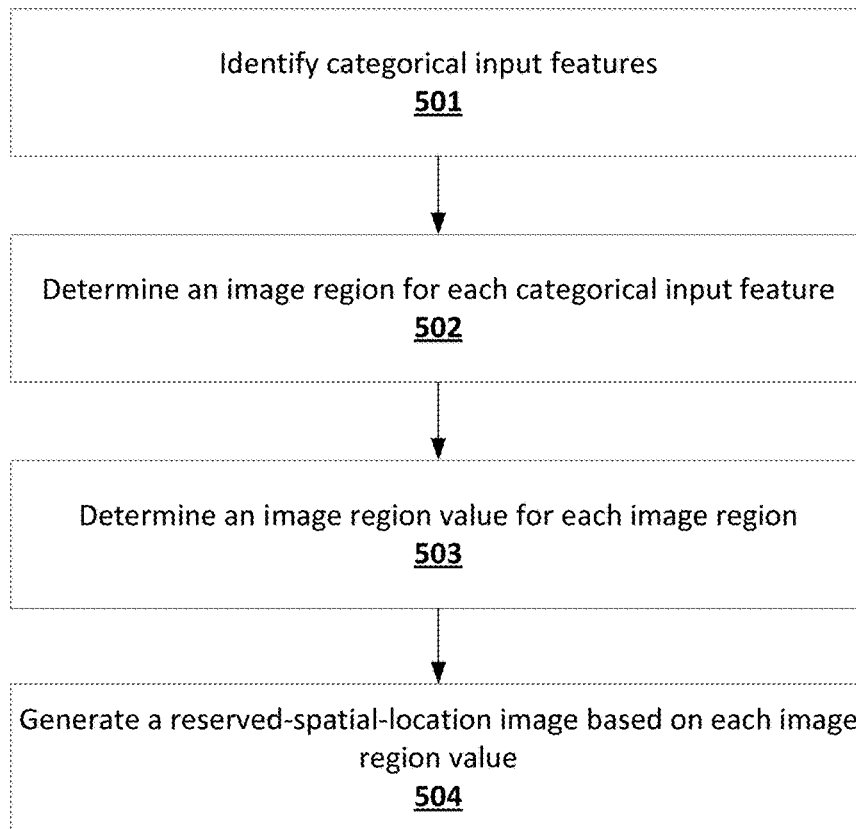 Identify categorical input features
501
Determine an image region for each categorical input feature
502
Determine an image region value for each image region
503
Generate a reserved-spatial-location image based on each image
region value
504